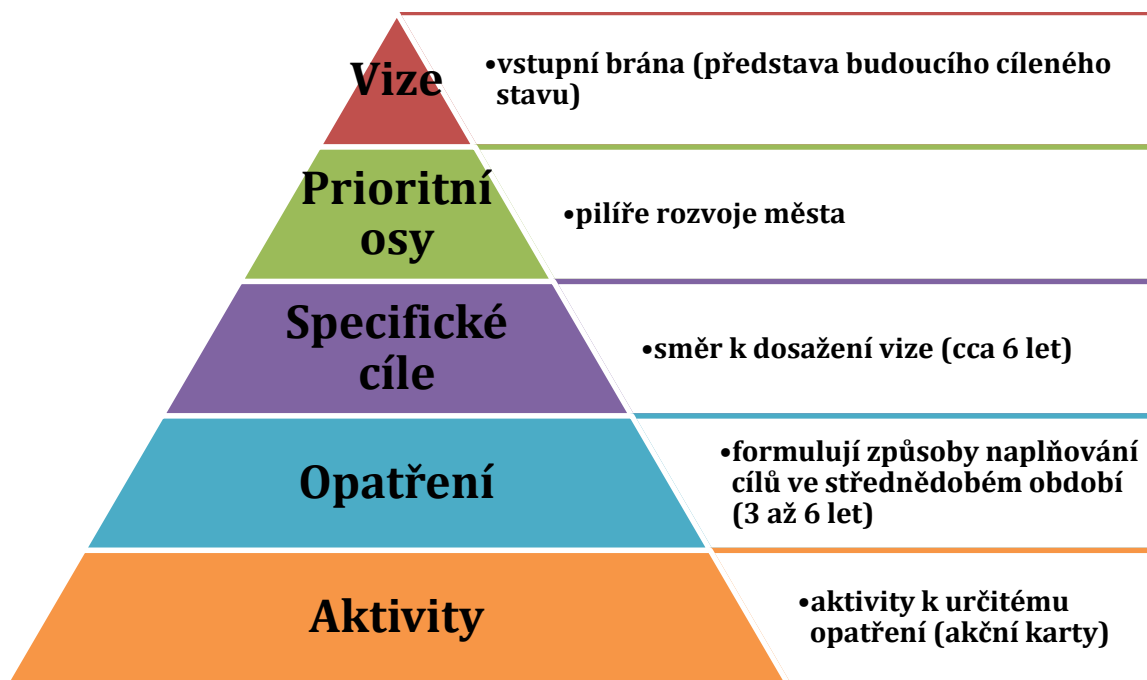 Vize
•vstupní brána (představa budoucího cíleného
stavu)
Prioritní
osy
•pilíře rozvoje města
Specifické
cíle
•směr k dosažení vize (cca 6 let)
Opatření
•formulují způsoby naplňování
cílů ve střednědobém období
(3 až 6 let)
Aktivity
•aktivity k určitému
opatření (akční karty)